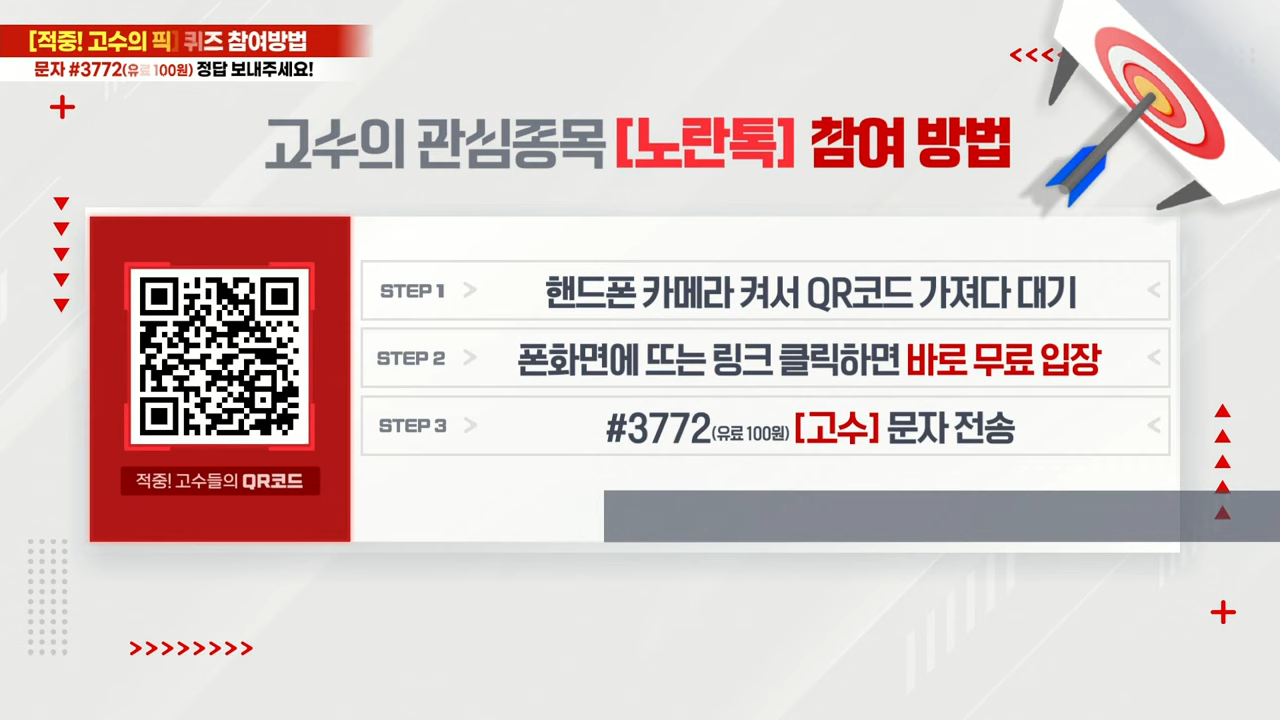 [적중! 고수의 픽] 퀴즈 참여방법
문자 #3772(유료 100원) 정답 보내주세요!
고수의 관심종목 [노란톡] 참여 방법
STEP 1 핸드폰 카메라 켜서 QR코드 가져다 대기
STEP 2 폰화면에 뜨는 링크 클릭하면 바로 무료 입장
STEP 3 #3772(유료 100원) [고수] 문자 전송
적중! 고수들의 QR코드